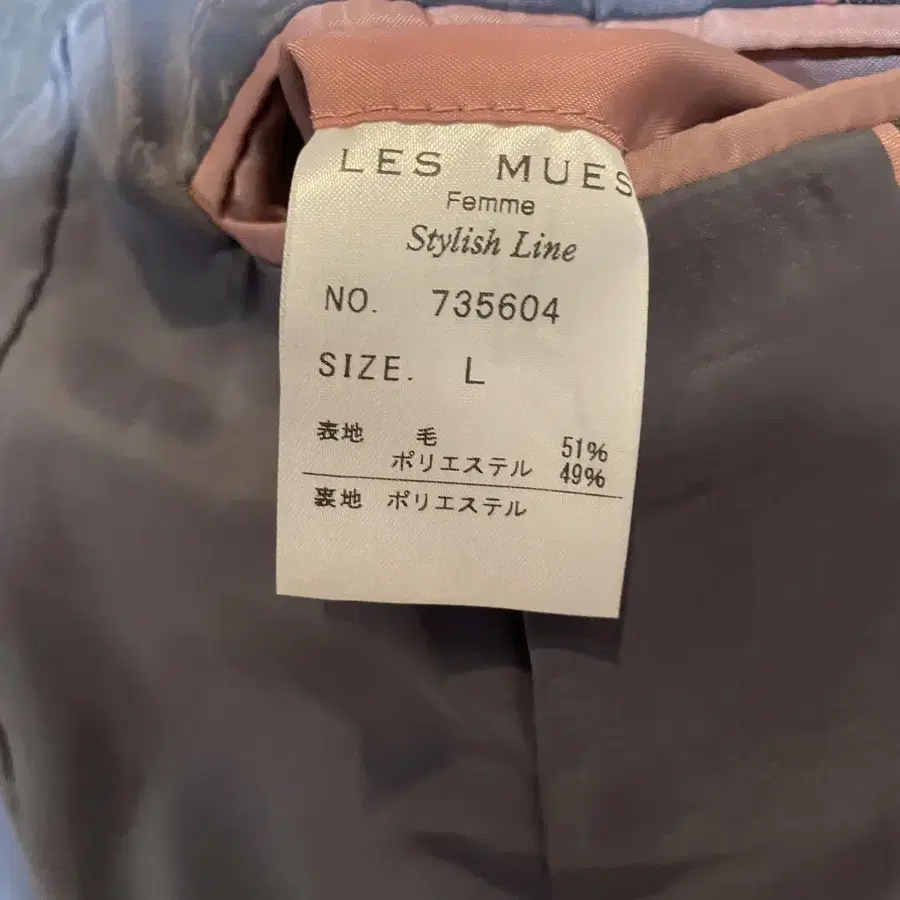 LES MUES
Femme
Stylish Line
NO. 735604
SIZE. L
表地 毛 51%
ポリエステル 49%
裏地 ポリエステル